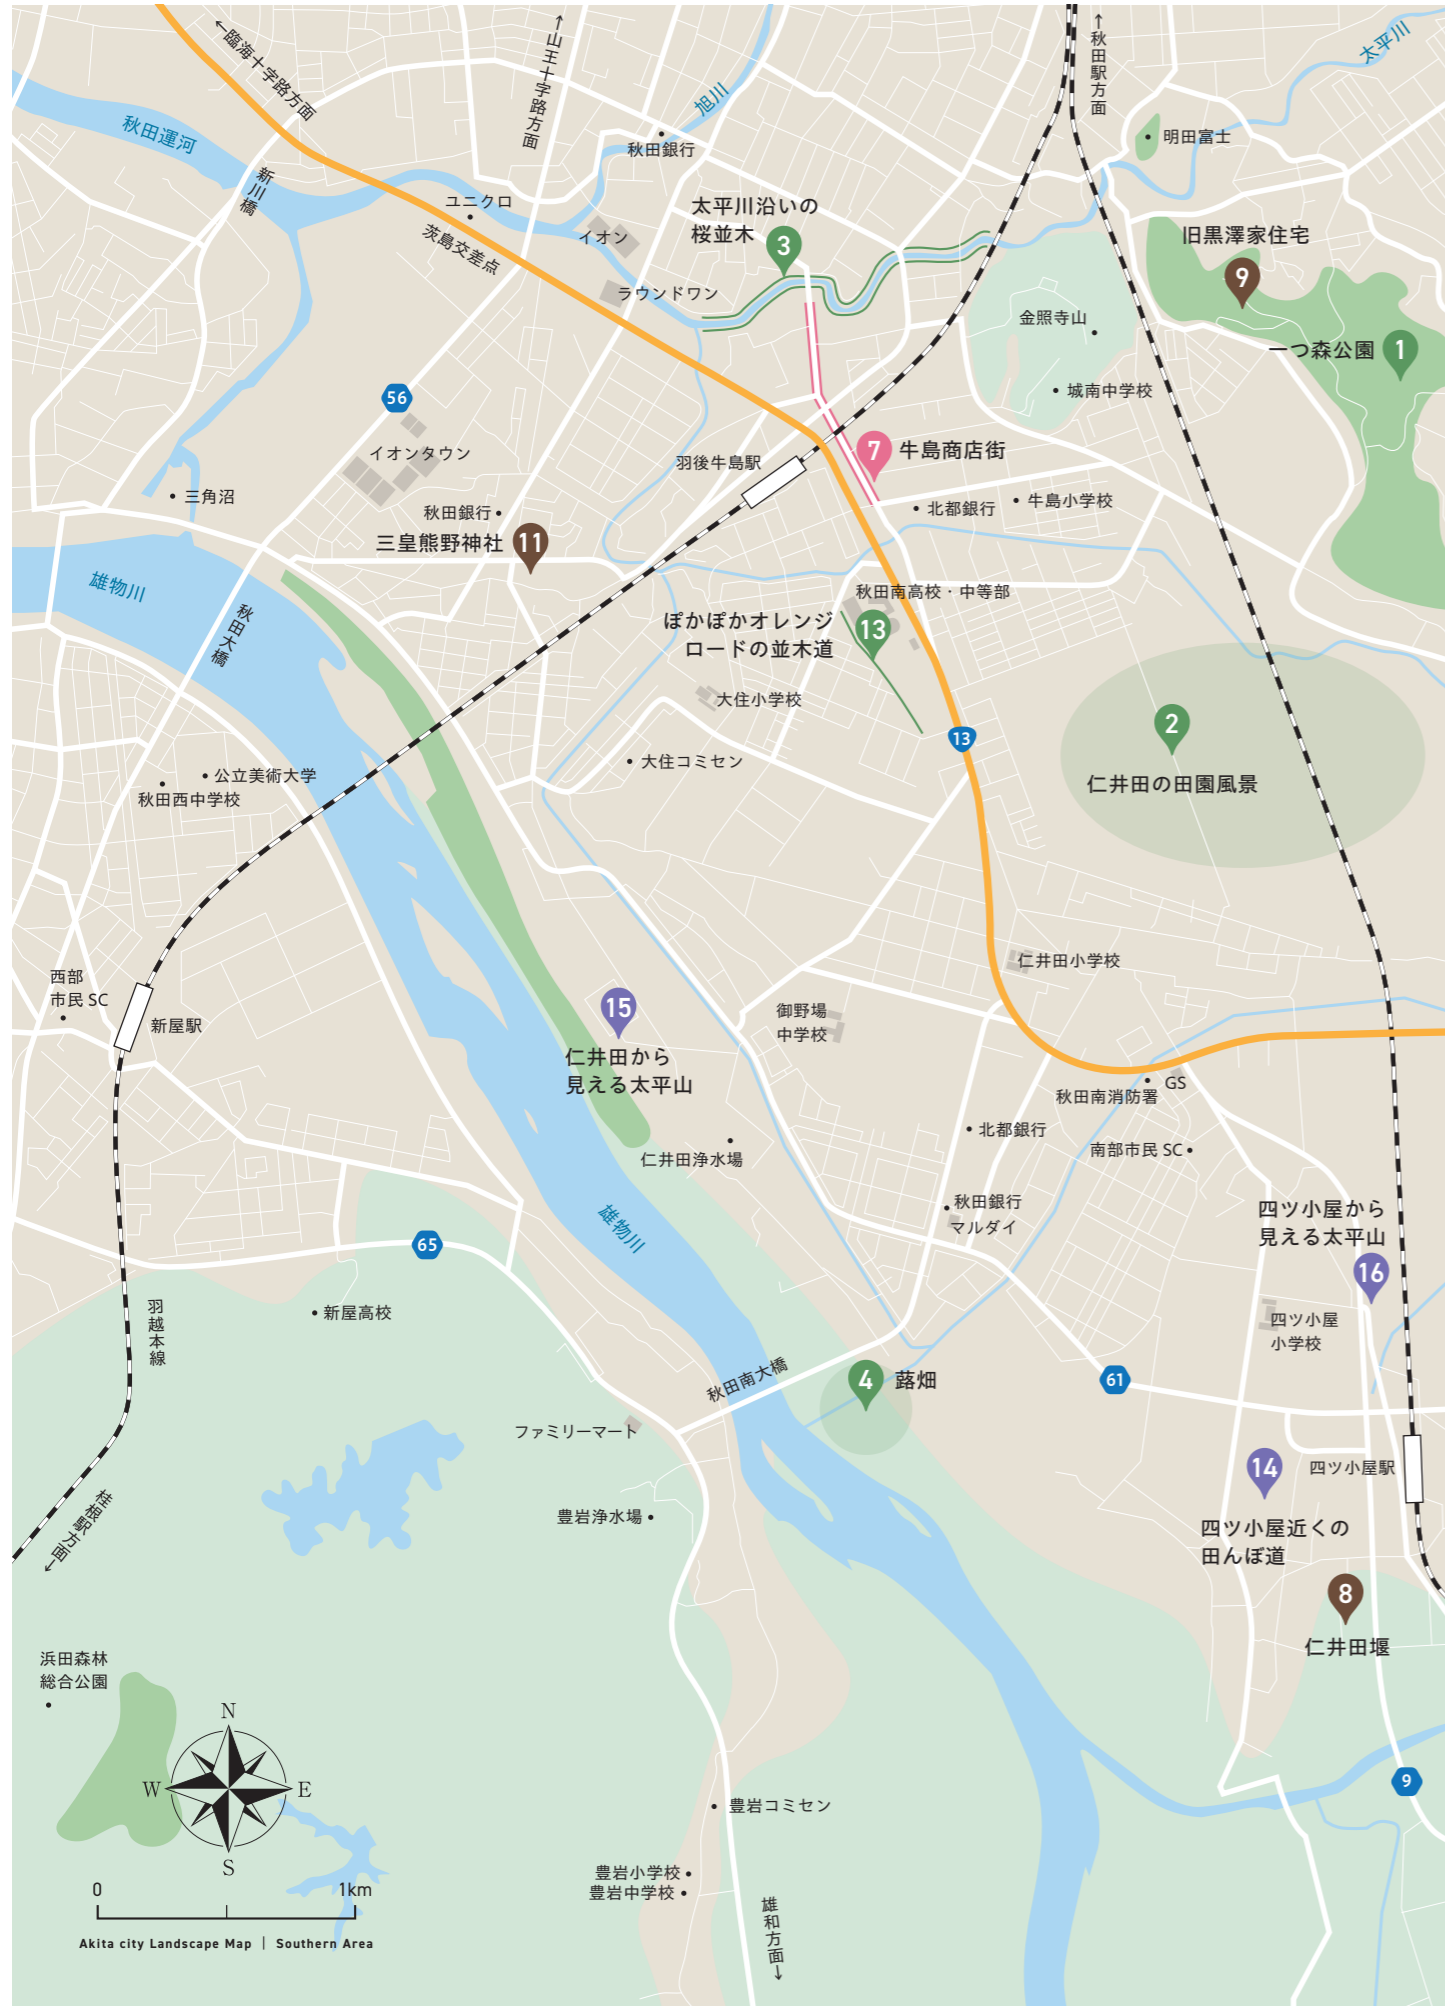 ←臨海十字路方面
←山王十字路方面
←秋田駅方面
太平川
秋田運河
旭川
秋田銀行
明田富士
新川橋
ユニクロ
茨島交差点
イオン
太平川沿いの
桜並木
3
旧黒澤家住宅
9
ラウンドワン
金照寺山
一つ森公園
1
城南中学校
56
イオンタウン
羽後牛島駅
7
牛島商店街
三角沼
秋田銀行
北都銀行
牛島小学校
三皇熊野神社
11
雄物川
秋田大橋
秋田南高校・中等部
ぽかぽかオレンジ
ロードの並木道
13
大住小学校
2
13
大住コミセン
仁井田の田園風景
公立美術大学
秋田西中学校
西部
市民 SC
新屋駅
仁井田小学校
15
御野場
中学校
仁井田から
見える太平山
GS
秋田南消防署
北都銀行
南部市民 SC
仁井田浄水場
秋田銀行
マルダイ
四ツ小屋から
見える太平山
16
雄物川
65
羽越本線
新屋高校
四ツ小屋
小学校
秋田南大橋
4
蕗畑
61
ファミリーマート
14
四ツ小屋駅
桂根駅方面→
豊岩浄水場
四ツ小屋近くの
田んぼ道
8
仁井田堰
浜田森林
総合公園
N
W
E
S
9
豊岩コミセン
豊岩小学校
豊岩中学校
雄和方面→
0
1km
Akita city Landscape Map | Southern Area